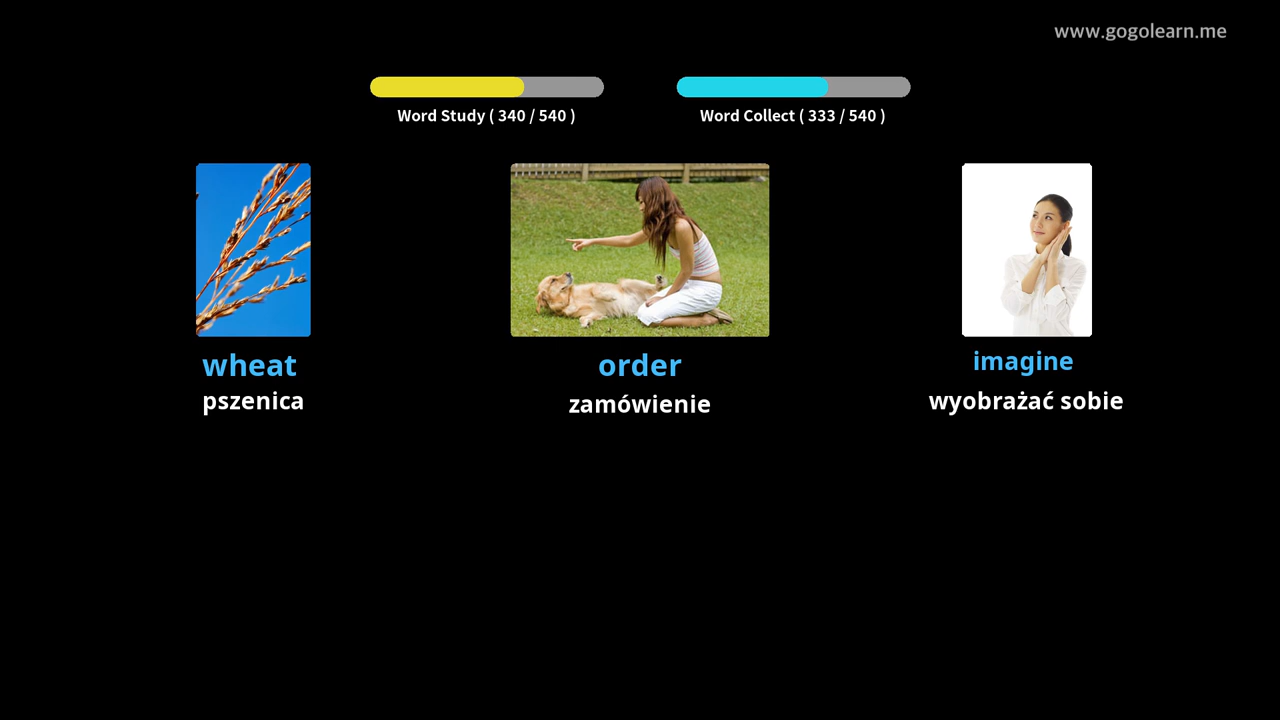 www.gogolearn.me
Word Study ( 340 / 540 )
Word Collect ( 333 / 540 )
wheat
pszenica
order
zamówienie
imagine
wyobrażać sobie